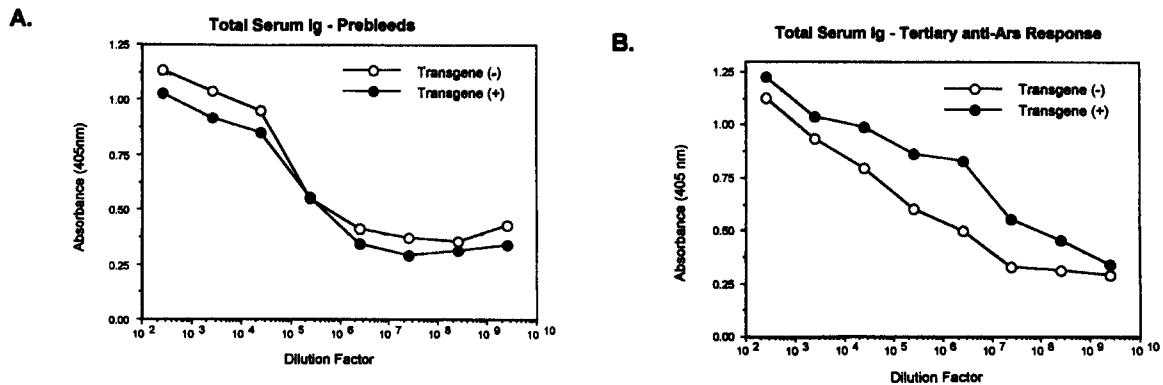 A.
Total Serum Ig - Prebleeds
Absorbance (405nm)
1.25
1.00
0.75
0.50
0.25
0.00
Transgene (-)
Transgene (+)
10 2 10 3 10 4 10 5 10 6 10 7 10 8 10 9 10 10
Dilution Factor
B.
Total Serum Ig - Tertiary anti-Ars Response
Absorbance (405 nm)
1.25
1.00
0.75
0.50
0.25
0.00
Transgene (-)
Transgene (+)
10 2 10 3 10 4 10 5 10 6 10 7 10 8 10 9 10 10
Dilution Factor